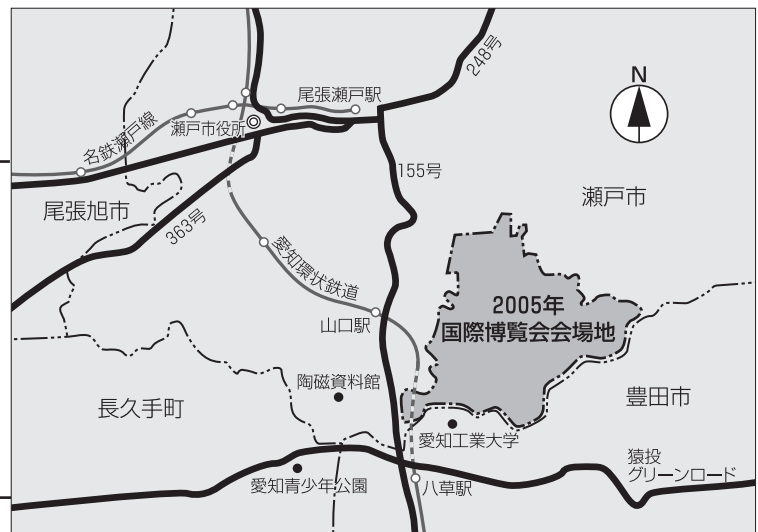 248号
N
尾張瀬戸駅
瀬戸市役所
名鉄瀬戸線
155号
瀬戸市
尾張旭市
363号
愛知環状鉄道
2005年
国際博覧会会場地
山口駅
陶磁資料館
豊田市
長久手町
愛知工業大学
猿投
グリーンロード
愛知青少年公園
八草駅